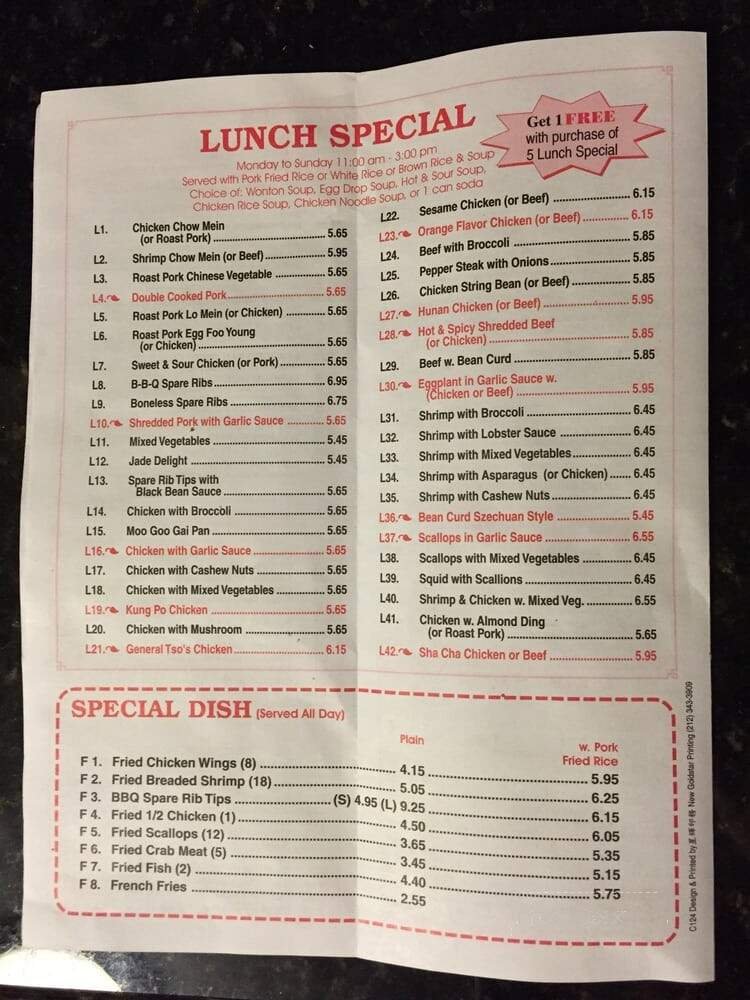 LUNCH SPECIAL
Get 1 FREE
with purchase of
5 Lunch Special
Monday to Sunday 11:00 am - 3:00 pm
Served with Pork Fried Rice or White Rice or Brown Rice & Soup
Choice of: Wonton Soup, Egg Drop Soup, Hot & Sour Soup,
Chicken Rice Soup, Chicken Noodle Soup, or 1 can soda
L1. Chicken Chow Mein
(or Roast Pork) 5.65
L2. Shrimp Chow Mein (or Beef) 5.95
L3. Roast Pork Chinese Vegetable 5.65
L4. Double Cooked Pork 5.65
L5. Roast Pork Lo Mein (or Chicken) 5.65
L6. Roast Pork Egg Foo Young
(or Chicken) 5.65
L7. Sweet & Sour Chicken (or Pork) 5.65
L8. B-B-Q Spare Ribs 6.95
L9. Boneless Spare Ribs 6.75
L10. Shredded Pork with Garlic Sauce 5.65
L11. Mixed Vegetables 5.45
L12. Jade Delight 5.45
L13. Spare Rib Tips with
Black Bean Sauce 5.65
L14. Chicken with Broccoli 5.65
L15. Moo Goo Gai Pan 5.65
L16. Chicken with Garlic Sauce 5.65
L17. Chicken with Cashew Nuts 5.65
L18. Chicken with Mixed Vegetables 5.65
L19. Kung Po Chicken 5.65
L20. Chicken with Mushroom 5.65
L21. General Tso's Chicken 6.15
L22. Sesame Chicken (or Beef) 6.15
L23. Orange Flavor Chicken (or Beef) 6.15
L24. Beef with Broccoli 5.85
L25. Pepper Steak with Onions 5.85
L26. Chicken String Bean (or Beef) 5.85
L27. Hunan Chicken (or Beef) 5.95
L28. Hot & Spicy Shredded Beef
(or Chicken) 5.85
L29. Beef w. Bean Curd 5.85
L30. Eggplant in Garlic Sauce w.
(Chicken or Beef) 5.95
L31. Shrimp with Broccoli 6.45
L32. Shrimp with Lobster Sauce 6.45
L33. Shrimp with Mixed Vegetables 6.45
L34. Shrimp with Asparagus (or Chicken) 6.45
L35. Shrimp with Cashew Nuts 6.45
L36. Bean Curd Szechuan Style 5.45
L37. Scallops in Garlic Sauce 6.55
L38. Scallops with Mixed Vegetables 6.45
L39. Squid with Scallions 6.45
L40. Shrimp & Chicken w. Mixed Veg. 6.55
L41. Chicken w. Almond Ding
(or Roast Pork) 5.65
L42. Sha Cha Chicken or Beef 5.95
SPECIAL DISH (Served All Day)
Plain w. Pork
Fried Rice
F 1. Fried Chicken Wings (8) 4.15 5.95
F 2. Fried Breaded Shrimp (18) 5.05 6.25
F 3. BBQ Spare Rib Tips (S) 4.95 (L) 9.25 6.15
F 4. Fried 1/2 Chicken (1) 4.50 6.05
F 5. Fried Scallops (12) 3.65 5.35
F 6. Fried Crab Meat (5) 3.45 5.15
F 7. Fried Fish (2) 4.40 5.75
F 8. French Fries 2.55
C124 Design & Printed by New Goldstar Printing (212) 343-3909